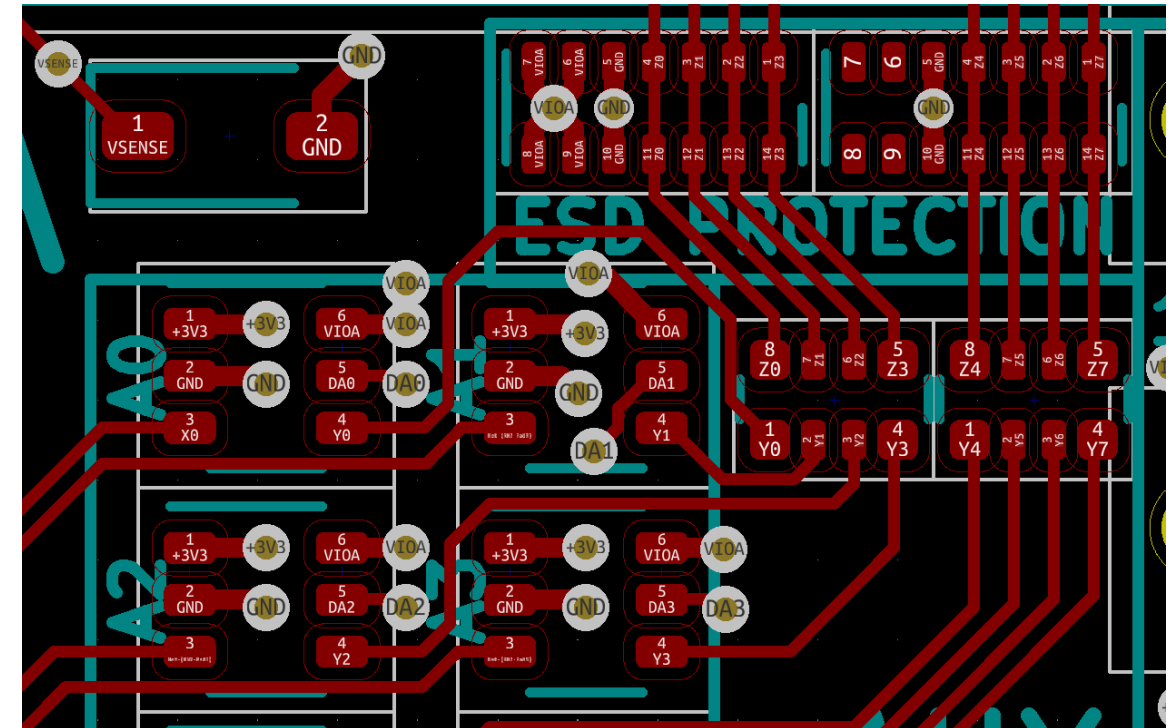 VSENSE
GND
1
VSENSE
2
GND
7 VIOA
6 VIOA
5 GND
4 Z0
3 Z1
2 Z2
1 Z3
7
6
5 GND
4 Z4
3 Z5
2 Z6
1 Z7
VIOA
GND
GND
8 VIOA
9 VIOA
10 GND
11 Z0
12 Z1
13 Z2
14 Z3
8
9
10 GND
11 Z4
12 Z5
13 Z6
14 Z7
ESD PROTECTION
VIOA
VIOA
1
+3V3
+3V3
6
VIOA
VIOA
1
+3V3
+3V3
6
VIOA
A0
2
GND
GND
5
DA0
DA0
A1
2
GND
GND
5
DA1
3
X0
4
Y0
3
DA1
4
Y1
8
Z0
7 Z1
6 Z2
5
Z3
8
Z4
7 Z5
6 Z6
5
Z7
1
Y0
2 Y1
3 Y2
4
Y3
1
Y4
2 Y5
3 Y6
4
Y7
1
+3V3
+3V3
6
VIOA
VIOA
1
+3V3
+3V3
6
VIOA
VIOA
A2
2
GND
GND
5
DA2
DA2
A3
2
GND
GND
5
DA3
DA3
3
4
Y2
3
4
Y3